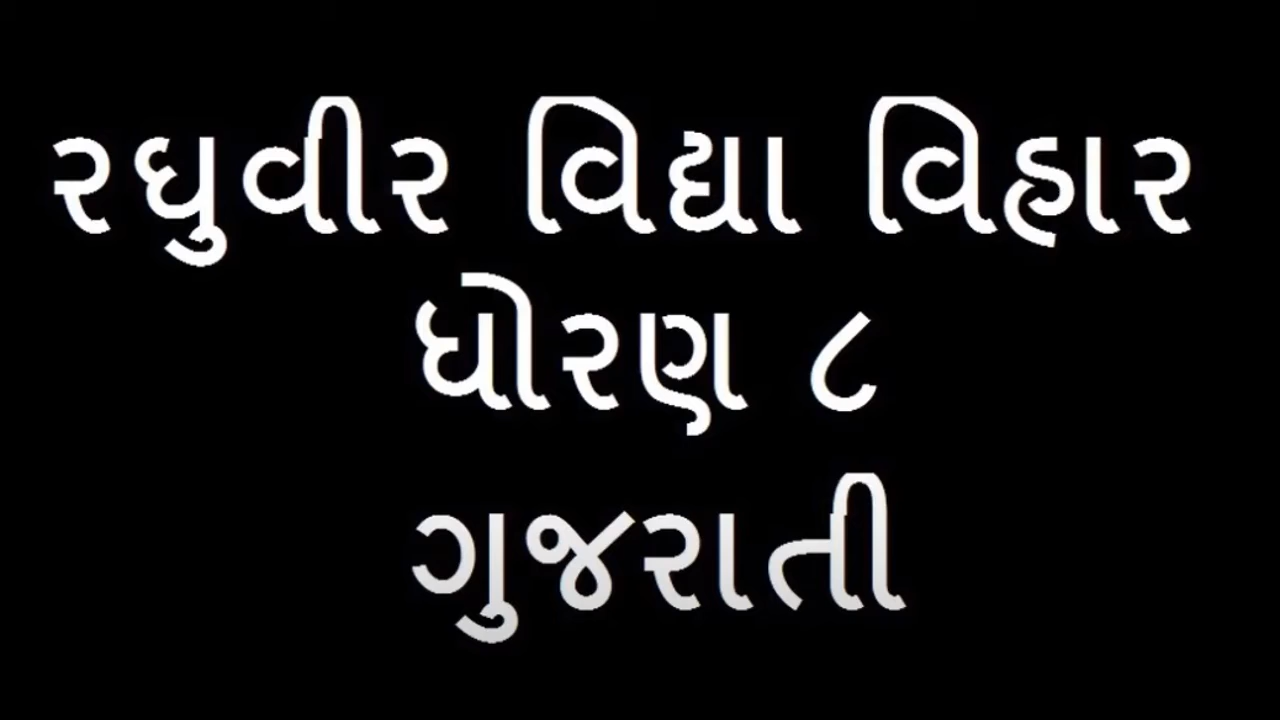 રઘુવીર વિદ્યા વિહાર
ધોરણ ૮
ગુજરાતી